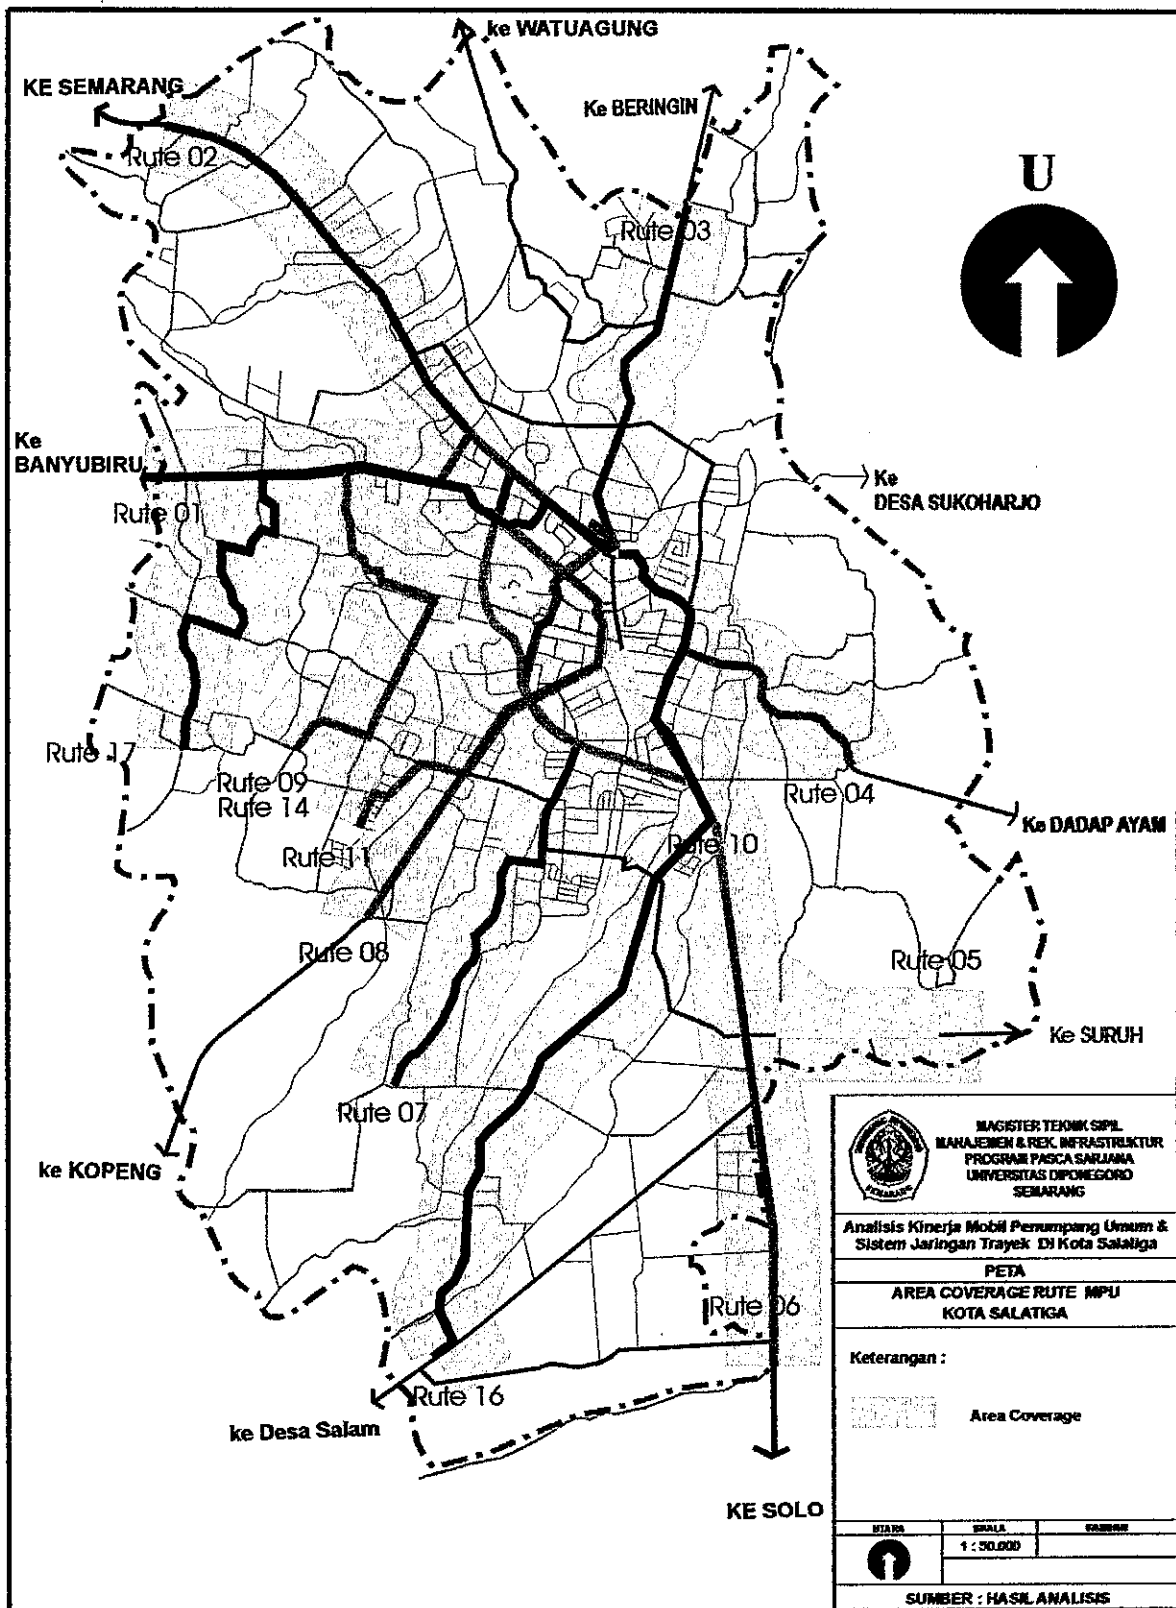 ke WATUAGUNG
KE SEMARANG
Ke BERINGIN
Rute 02
U
Rute 03
Ke
BANYUBIRU
Ke
DESA SUKOHARJO
Rute 01
Rute 17
Rute 09
Rute 14
Rute 04
Ke DADAP AYAM
Rute 10
Rute 11
Rute 08
Rute 05
Ke SURUH
Rute 07
ke KOPENG
MAGISTER TEKNIK SIPIL
MANAJEMEN & REK. INFRASTRUKTUR
PROGRAM PASCA SARJANA
UNIVERSITAS DIPONEGORO
SEMARANG
Analisis Kinerja Mobil Penumpang Umum &
Sistem Jaringan Trayek Di Kota Salatiga
PETA
AREA COVERAGE RUTE MPU
KOTA SALATIGA
Rute 06
Keterangan :
Area Coverage
Rute 16
ke Desa Salam
KE SOLO
UTARA
SKALA
1 : 50.000
SUMBER : HASIL ANALISIS